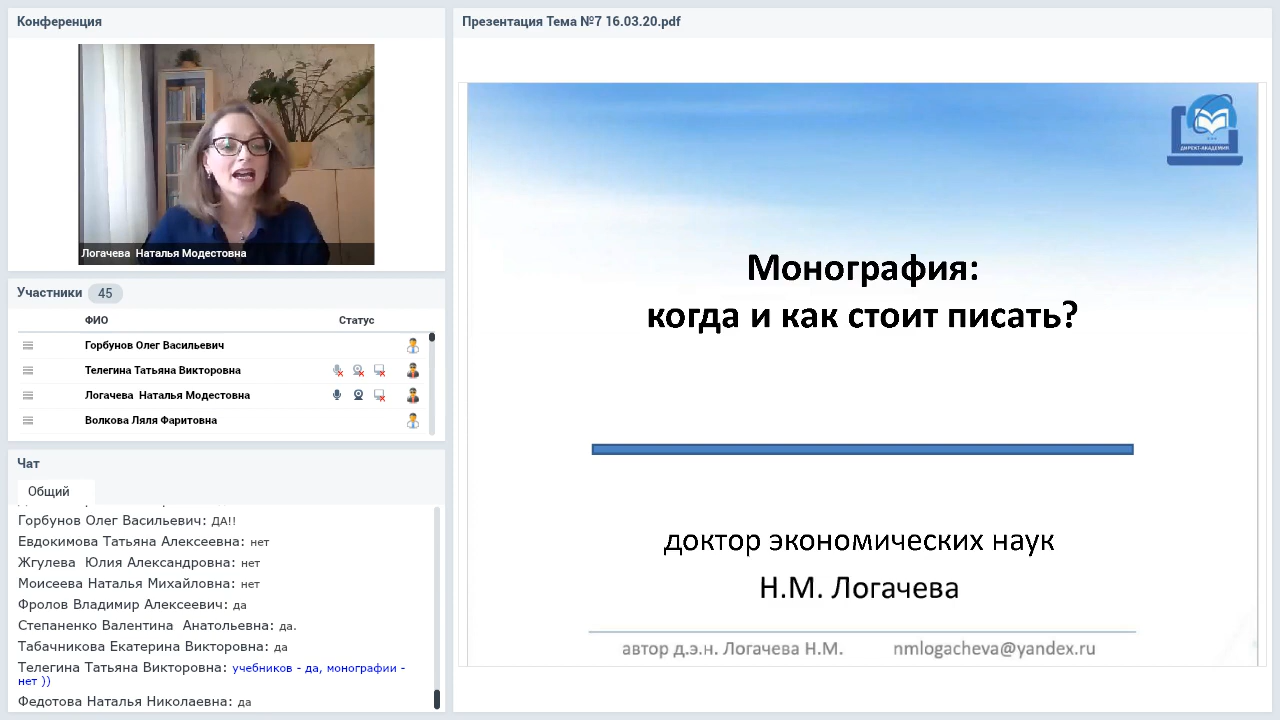 Конференция
Логачева  Наталья Модестовна
Участники 45
ФИО Статус
Горбунов Олег Васильевич
Телегина Татьяна Викторовна
Логачева  Наталья Модестовна
Волкова Ляля Фаритовна
Чат
Общий
Горбунов Олег Васильевич: ДА!!
Евдокимова Татьяна Алексеевна: нет
Жгулева  Юлия Александровна: нет
Моисеева Наталья Михайловна: нет
Фролов Владимир Алексеевич: да
Степаненко Валентина  Анатольевна: да.
Табачникова Екатерина Викторовна: да
Телегина Татьяна Викторовна: учебников - да, монографии -
нет ))
Федотова Наталья Николаевна: да
Презентация Тема №7 16.03.20.pdf
ДИРЕКТ-АКАДЕМИЯ
Монография:
когда и как стоит писать?
доктор экономических наук
Н.М. Логачева
автор д.э.н. Логачева Н.М. nmlogacheva@yandex.ru